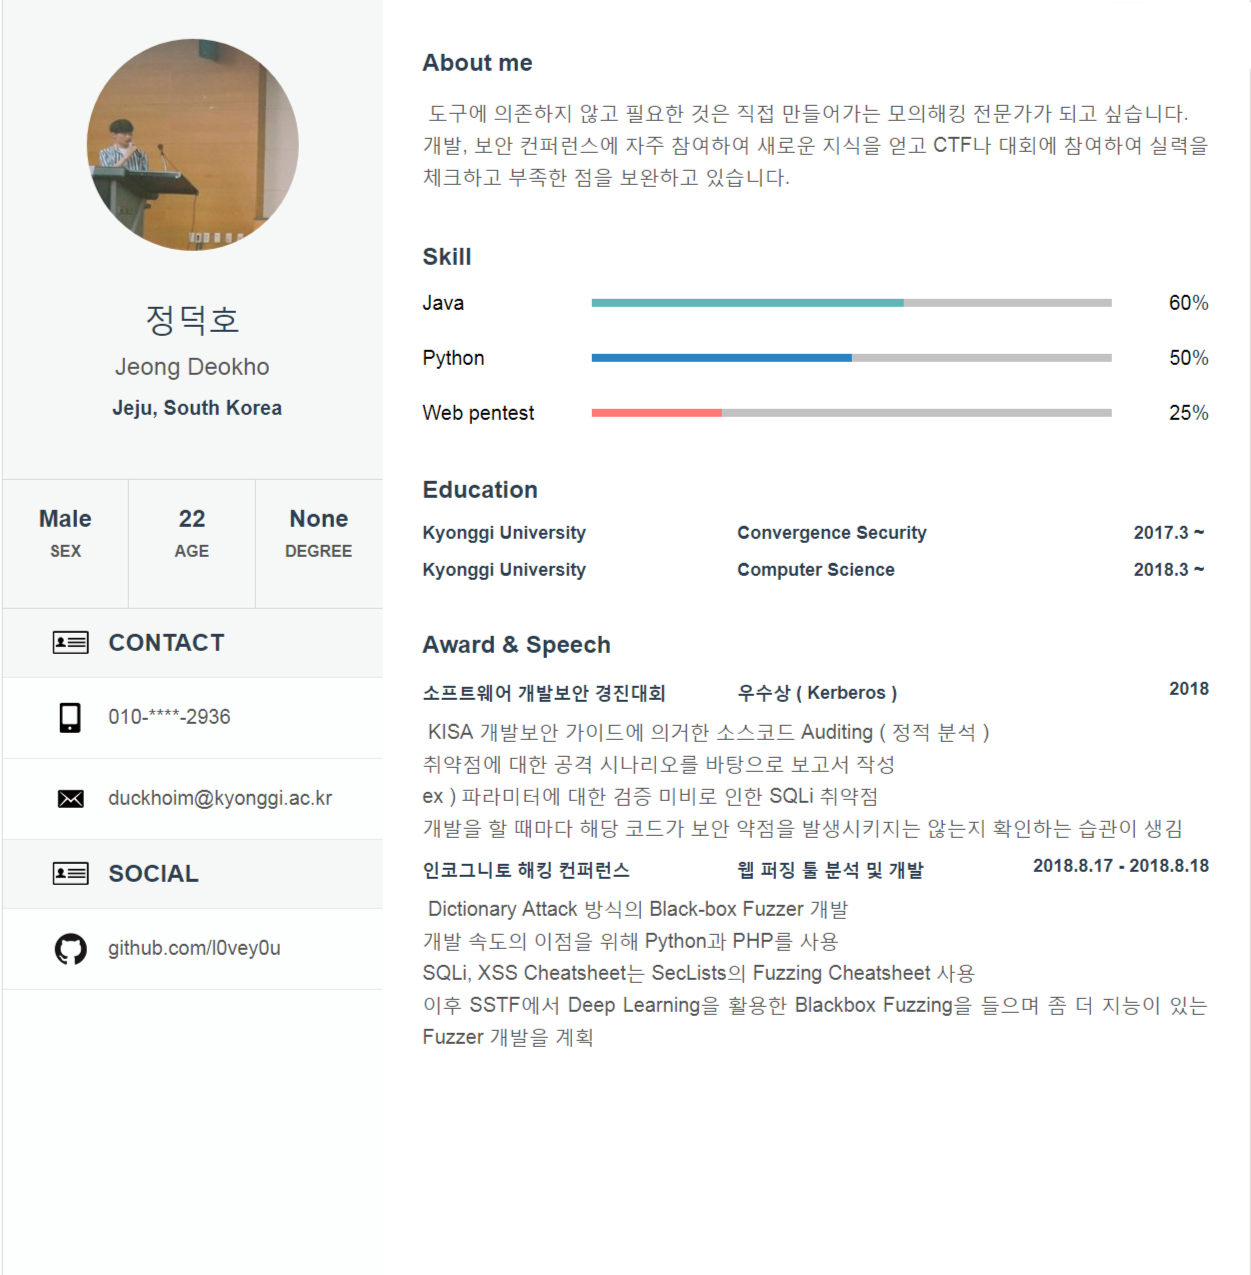 정덕호
Jeong Deokho
Jeju, South Korea
Male
SEX
22
AGE
None
DEGREE
CONTACT
010-****-2936
duckhoim@kyonggi.ac.kr
SOCIAL
github.com/l0vey0u
About me
도구에 의존하지 않고 필요한 것은 직접 만들어가는 모의해킹 전문가가 되고 싶습니다.
개발, 보안 컨퍼런스에 자주 참여하여 새로운 지식을 얻고 CTF나 대회에 참여하여 실력을
체크하고 부족한 점을 보완하고 있습니다.
Skill
Java 60%
Python 50%
Web pentest 25%
Education
Kyonggi University Convergence Security 2017.3 ~
Kyonggi University Computer Science 2018.3 ~
Award & Speech
소프트웨어 개발보안 경진대회 우수상 ( Kerberos ) 2018
KISA 개발보안 가이드에 의거한 소스코드 Auditing ( 정적 분석 )
취약점에 대한 공격 시나리오를 바탕으로 보고서 작성
ex ) 파라미터에 대한 검증 미비로 인한 SQLi 취약점
개발을 할 때마다 해당 코드가 보안 약점을 발생시키지는 않는지 확인하는 습관이 생김
인코그니토 해킹 컨퍼런스 웹 퍼징 툴 분석 및 개발 2018.8.17 - 2018.8.18
Dictionary Attack 방식의 Black-box Fuzzer 개발
개발 속도의 이점을 위해 Python과 PHP를 사용
SQLi, XSS Cheatsheet는 SecLists의 Fuzzing Cheatsheet 사용
이후 SSTF에서 Deep Learning을 활용한 Blackbox Fuzzing을 들으며 좀 더 지능이 있는
Fuzzer 개발을 계획